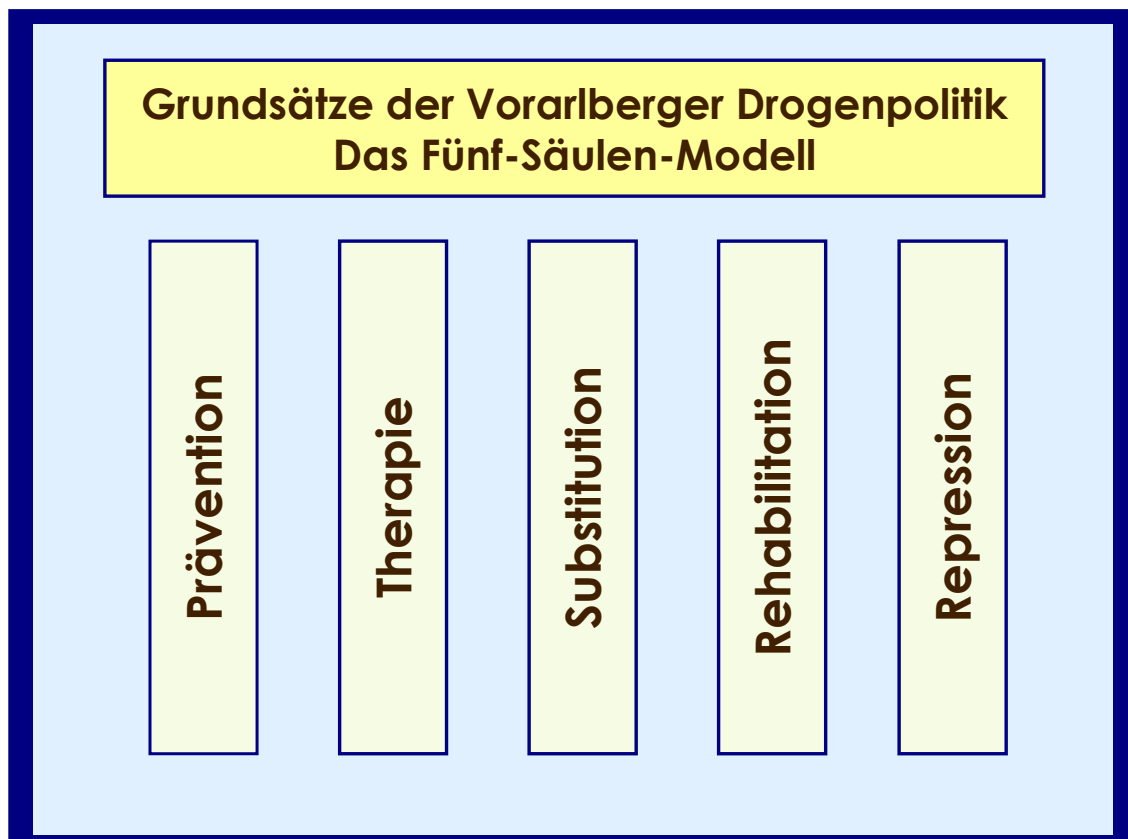 Grundsätze der Vorarlberger Drogenpolitik
Das Fünf-Säulen-Modell
Prävention
Therapie
Substitution
Rehabilitation
Repression